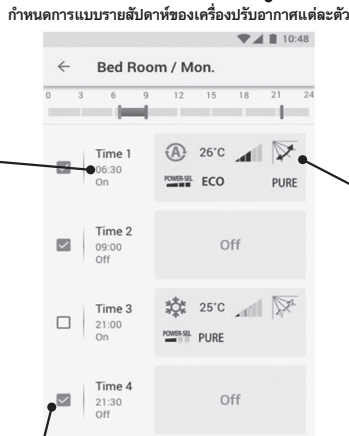 กำหนดการแบบรายสัปดาห์ของเครื่องปรับอากาศแต่ละตัว
10:48
← Bed Room / Mon.
0 3 6 9 12 15 18 21 24
Time 1
06:30
On
A 26°C
POWER-SEL ECO PURE
Time 2
09:00
Off
Off
Time 3
21:00
On
25°C
POWER-SEL PURE
Time 4
21:30
Off
Off